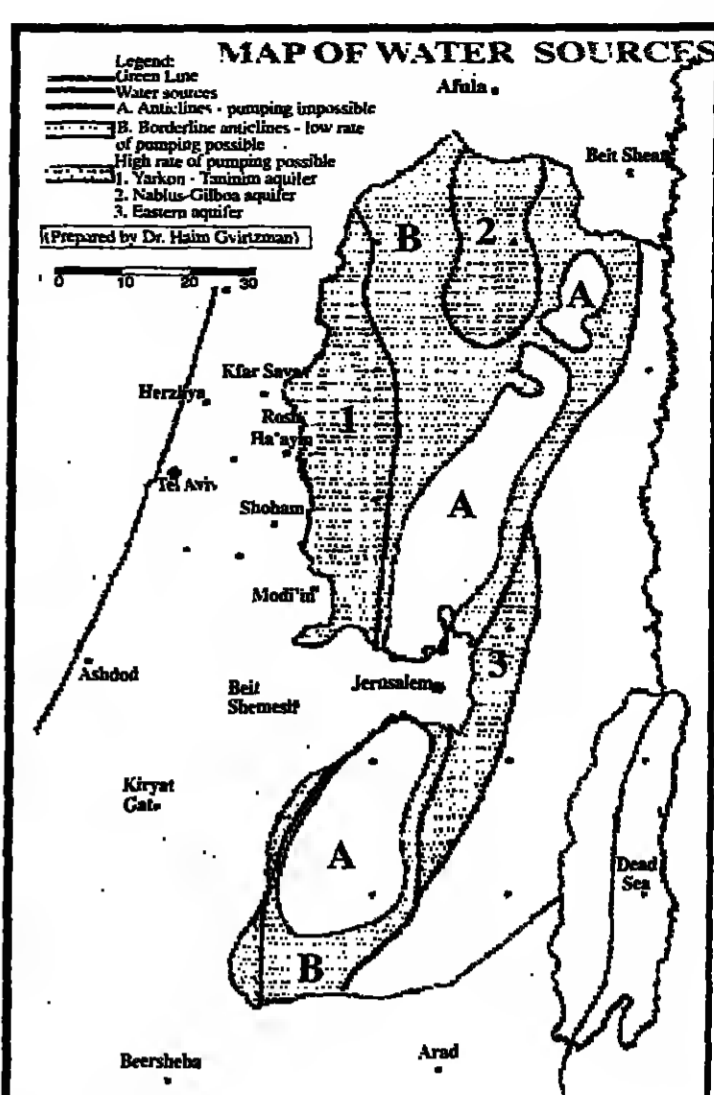 MAP OF WATER SOURCES
Legend:
Green Line
Water sources
A. Anticlines - pumping impossible
B. Borderline anticlines - low rate
of pumping possible
High rate of pumping possible
1. Yarkon - Taninim aquifer
2. Nablus-Gilboa aquifer
3. Eastern aquifer
(Prepared by Dr. Haim Gvirtzman)
0 10 20 30
Afula
Beit Shean
B
2
A
Kfar Sava
Herzliya
Rosh
Ha'ayin
1
Tel Aviv
A
Shoham
Modi'in
3
Ashdod
Beit
Shemesh
Jerusalem
Kiryat
Gat
A
Dead
Sea
B
Beersheba
Arad